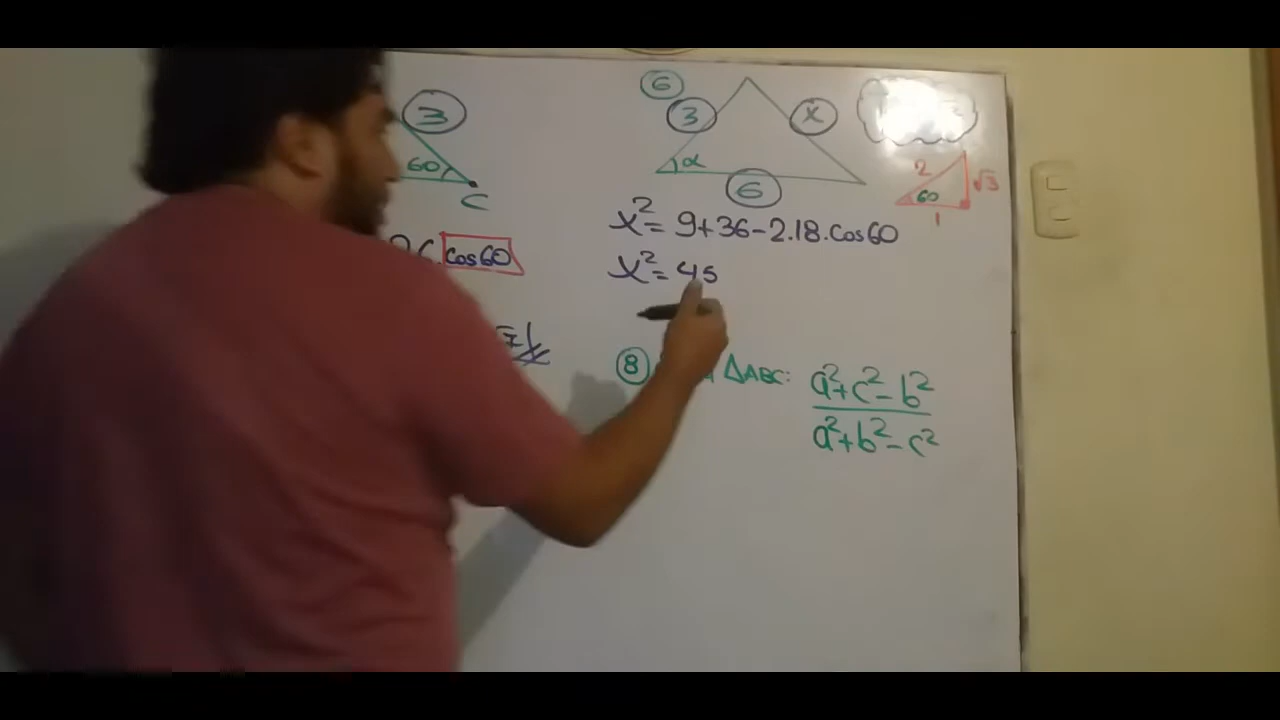 3
60
C
cos60
6
3
x
α
6
2
60
√3
1
x²=9+36-2.18.cos60
x²=45
8
ΔABC:
a²+c²-b²
a²+b²-c²